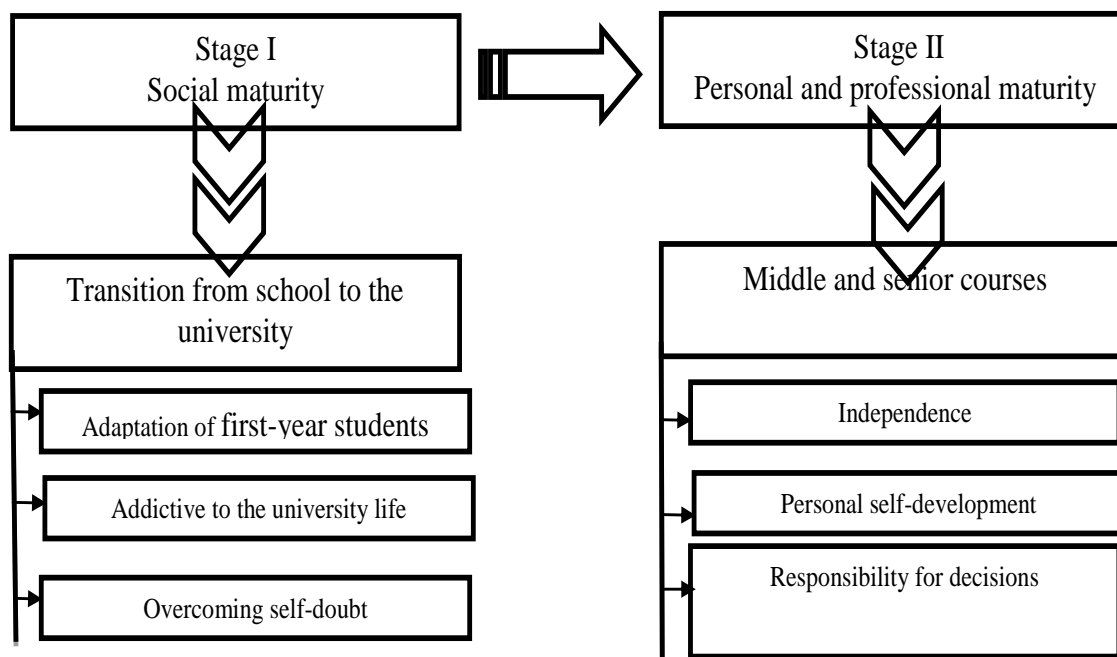 Stage I
Social maturity
Stage II
Personal and professional maturity
Transition from school to the
university
Middle and senior courses
Adaptation of first-year students
Addictive to the university life
Overcoming self-doubt
Independence
Personal self-development
Responsibility for decisions